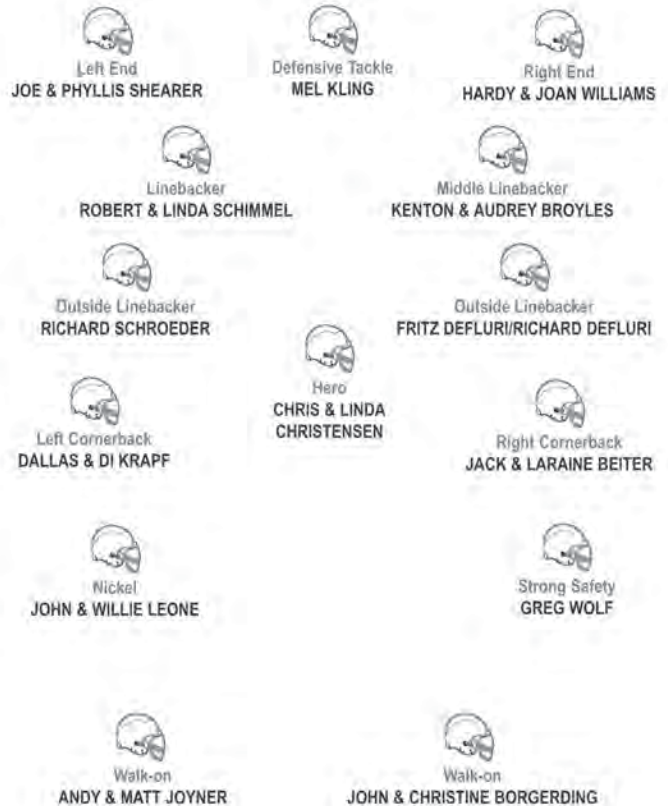 Left End
JOE & PHYLLIS SHEARER
Defensive Tackle
MEL KLING
Right End
HARDY & JOAN WILLIAMS
Linebacker
ROBERT & LINDA SCHIMMEL
Middle Linebacker
KENTON & AUDREY BROYLES
Outside Linebacker
RICHARD SCHROEDER
Outside Linebacker
FRITZ DEFLURI/RICHARD DEFLURI
Hero
CHRIS & LINDA
CHRISTENSEN
Left Cornerback
DALLAS & DI KRAPF
Right Cornerback
JACK & LARAINE BEITER
Nickel
JOHN & WILLIE LEONE
Strong Safety
GREG WOLF
Walk-on
ANDY & MATT JOYNER
Walk-on
JOHN & CHRISTINE BORGERDING